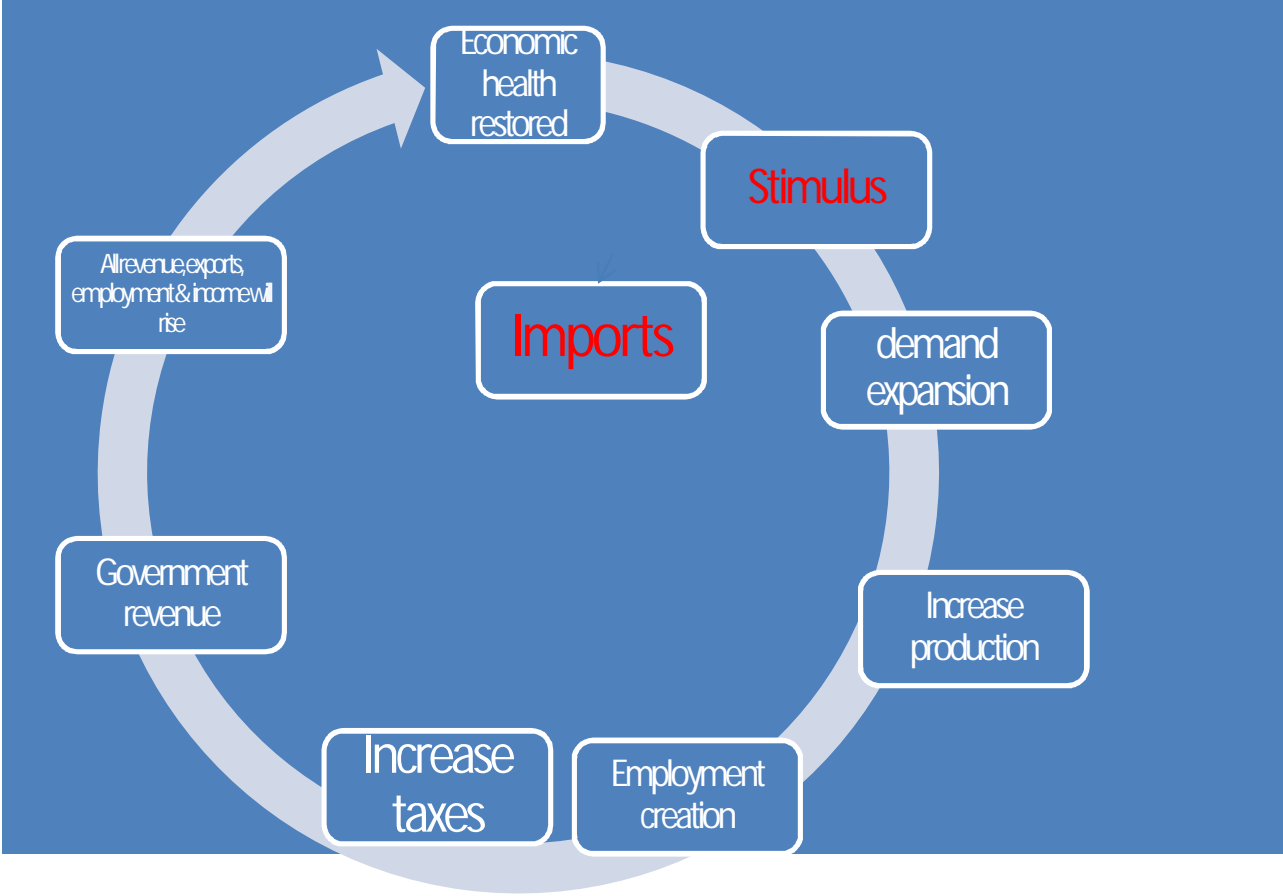 Economic
health
restored
Stimulus
demand
expansion
Increase
production
Employment
creation
Increase
taxes
Government
revenue
All revenue, exports,
employment & income will
rise
Imports